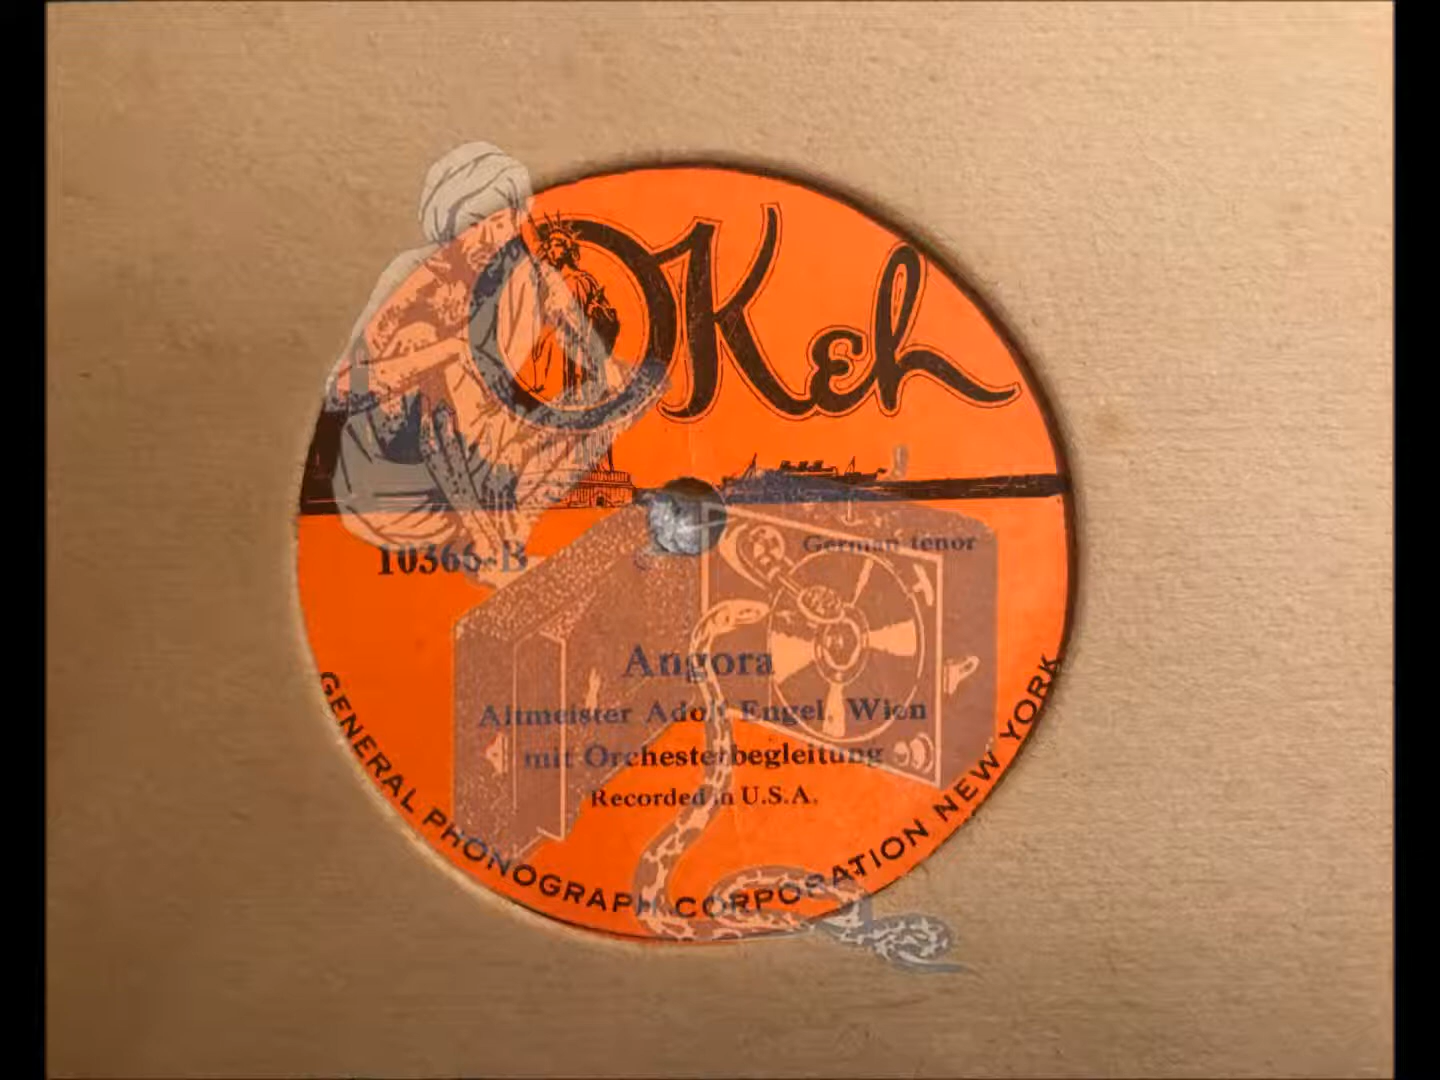 OKeh
10366-B
German tenor
Angora
Altmeister Adolf Engel, Wien
mit Orchesterbegleitung
Recorded in U.S.A.
GENERAL PHONOGRAPH CORPORATION NEW YORK